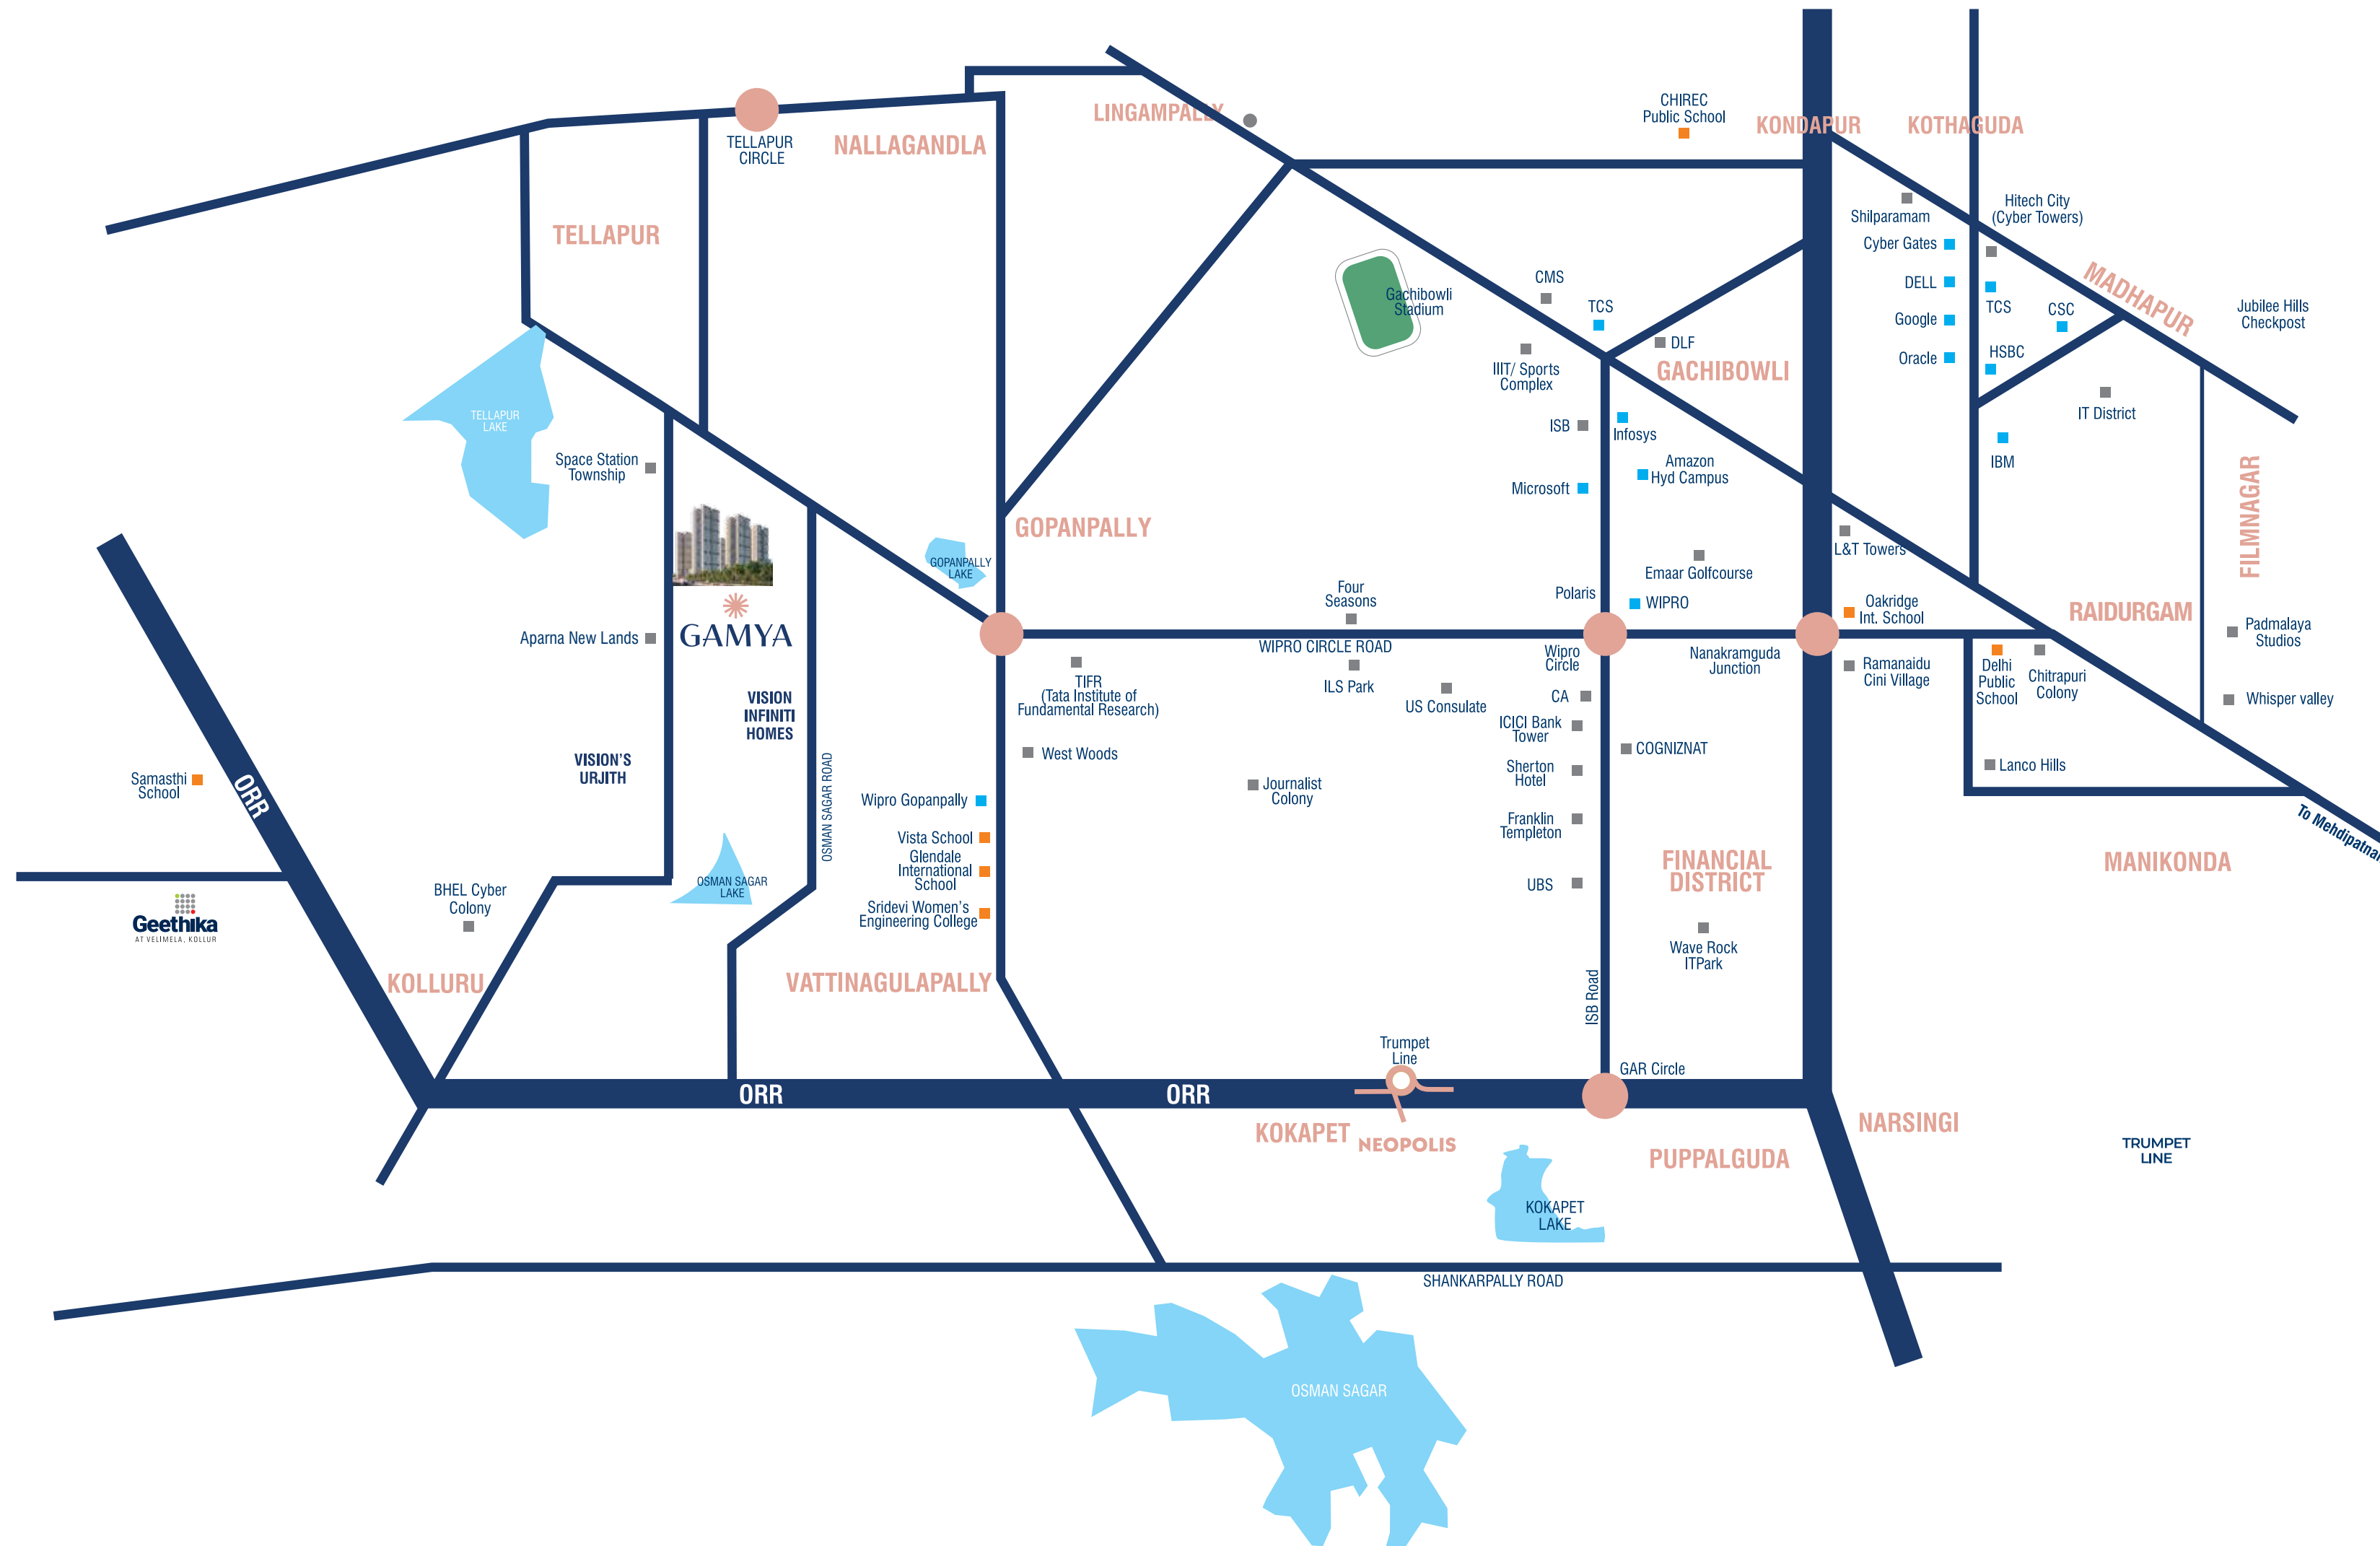 LINGAMPALLY
CHIREC
Public School
KONDAPUR
KOTHAGUDA
TELLAPUR
CIRCLE
NALLAGANDLA
TELLAPUR
Shilparamam
Hitech City
(Cyber Towers)
Cyber Gates
DELL
Google
Oracle
TCS
HSBC
CSC
MADHAPUR
Jubilee Hills
Checkpost
IT District
IBM
FILMNAGAR
Gachibowli
Stadium
CMS
TCS
DLF
GACHIBOWLI
IIIT/ Sports
Complex
ISB
Infosys
Amazon
Hyd Campus
Microsoft
TELLAPUR
LAKE
Space Station
Township
GOPANPALLY
GOPANPALLY
LAKE
L&T Towers
Emaar Golfcourse
Four
Seasons
Polaris
WIPRO
Oakridge
Int. School
RAIDURGAM
Padmalaya
Studios
Aparna New Lands
GAMYA
WIPRO CIRCLE ROAD
Wipro
Circle
Nanakramguda
Junction
Ramanaidu
Cini Village
Delhi
Public
School
Chitrapuri
Colony
Whisper valley
TIFR
(Tata Institute of
Fundamental Research)
ILS Park
US Consulate
CA
ICICI Bank
Tower
COGNIZNAT
VISION
INFINITI
HOMES
West Woods
VISION'S
URJITH
OSMAN SAGAR ROAD
Sherton
Hotel
Lanco Hills
Samasthi
School
ORR
Journalist
Colony
Wipro Gopanpally
Vista School
Glendale
International
School
Sridevi Women's
Engineering College
Franklin
Templeton
To Mehdipatnam
FINANCIAL
DISTRICT
MANIKONDA
UBS
OSMAN SAGAR
LAKE
BHEL Cyber
Colony
Geethika
AT VELIMELA, KOLLUR
Wave Rock
ITPark
KOLLURU
VATTINAGULAPALLY
ISB Road
Trumpet
Line
GAR Circle
ORR
ORR
KOKAPET
NEOPOLIS
PUPPALGUDA
NARSINGI
TRUMPET
LINE
KOKAPET
LAKE
SHANKARPALLY ROAD
OSMAN SAGAR